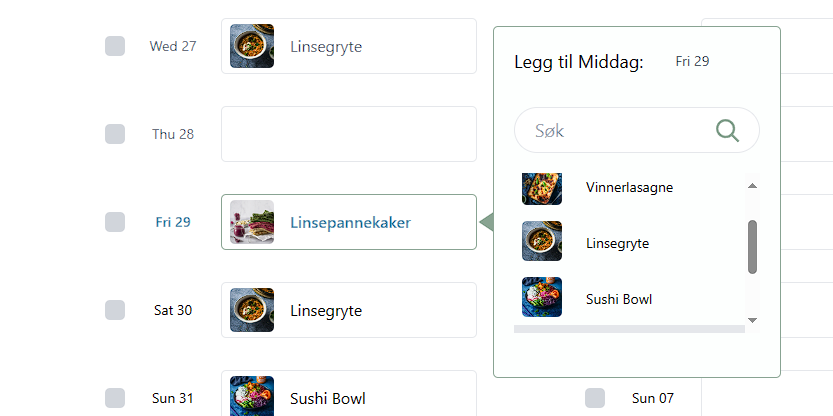 Wed 27
Linsegryte
Thu 28
Fri 29
Linsepannekaker
Sat 30
Linsegryte
Sun 31
Sushi Bowl
Legg til Middag:
Fri 29
Søk
Vinnerlasagne
Linsegryte
Sushi Bowl
Sun 07